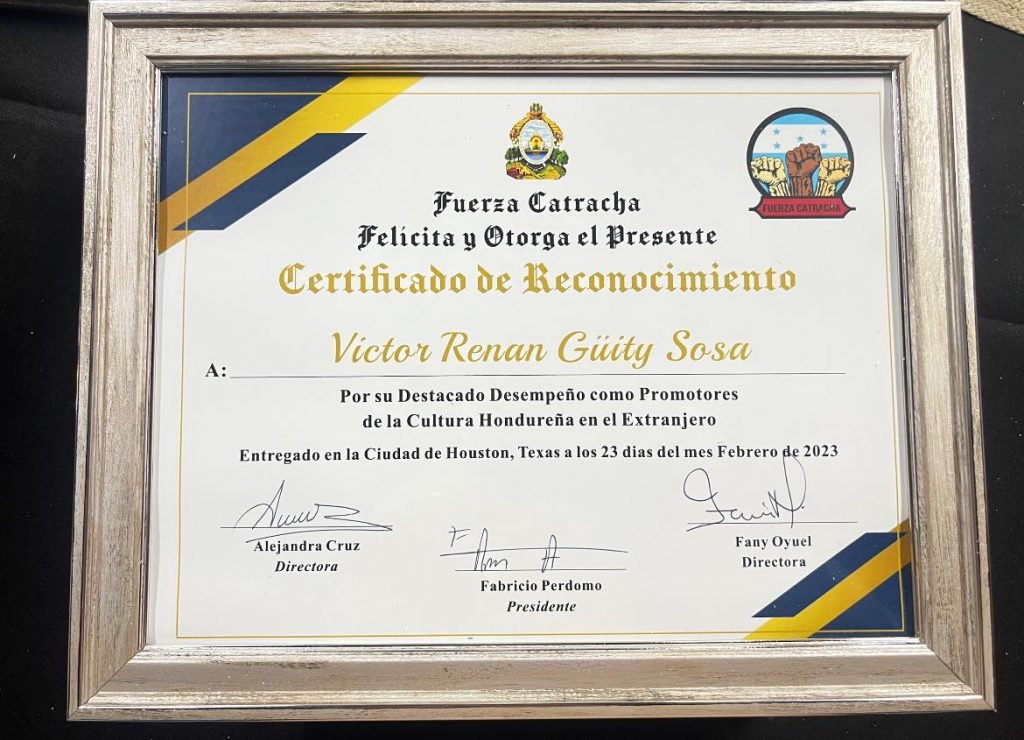 Fuerza Catracha
Felicita y Otorga el Presente
Certificado de Reconocimiento
FUERZA CATRACHA
A: Victor Renan Güity Sosa
Por su Destacado Desempeño como Promotores
de la Cultura Hondureña en el Extranjero
Entregado en la Ciudad de Houston, Texas a los 23 dias del mes Febrero de 2023
Alejandra Cruz
Directora
Fabricio Perdomo
Presidente
Fany Oyuel
Directora